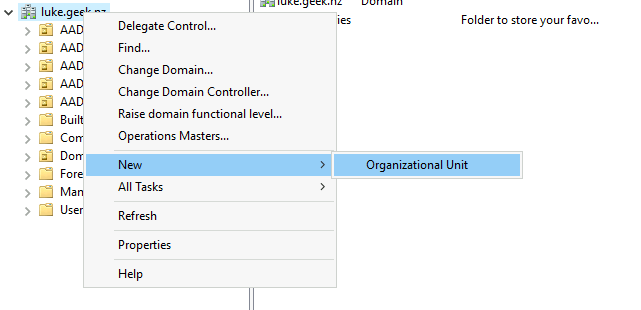 luke.geek.nz
luke.geek.nz Domain
ies Folder to store your favo...
AAD
AAD
AAD
AAD
Built
Com
Dom
Fore
Man
User
Delegate Control...
Find...
Change Domain...
Change Domain Controller...
Raise domain functional level...
Operations Masters...
New
Organizational Unit
All Tasks
Refresh
Properties
Help